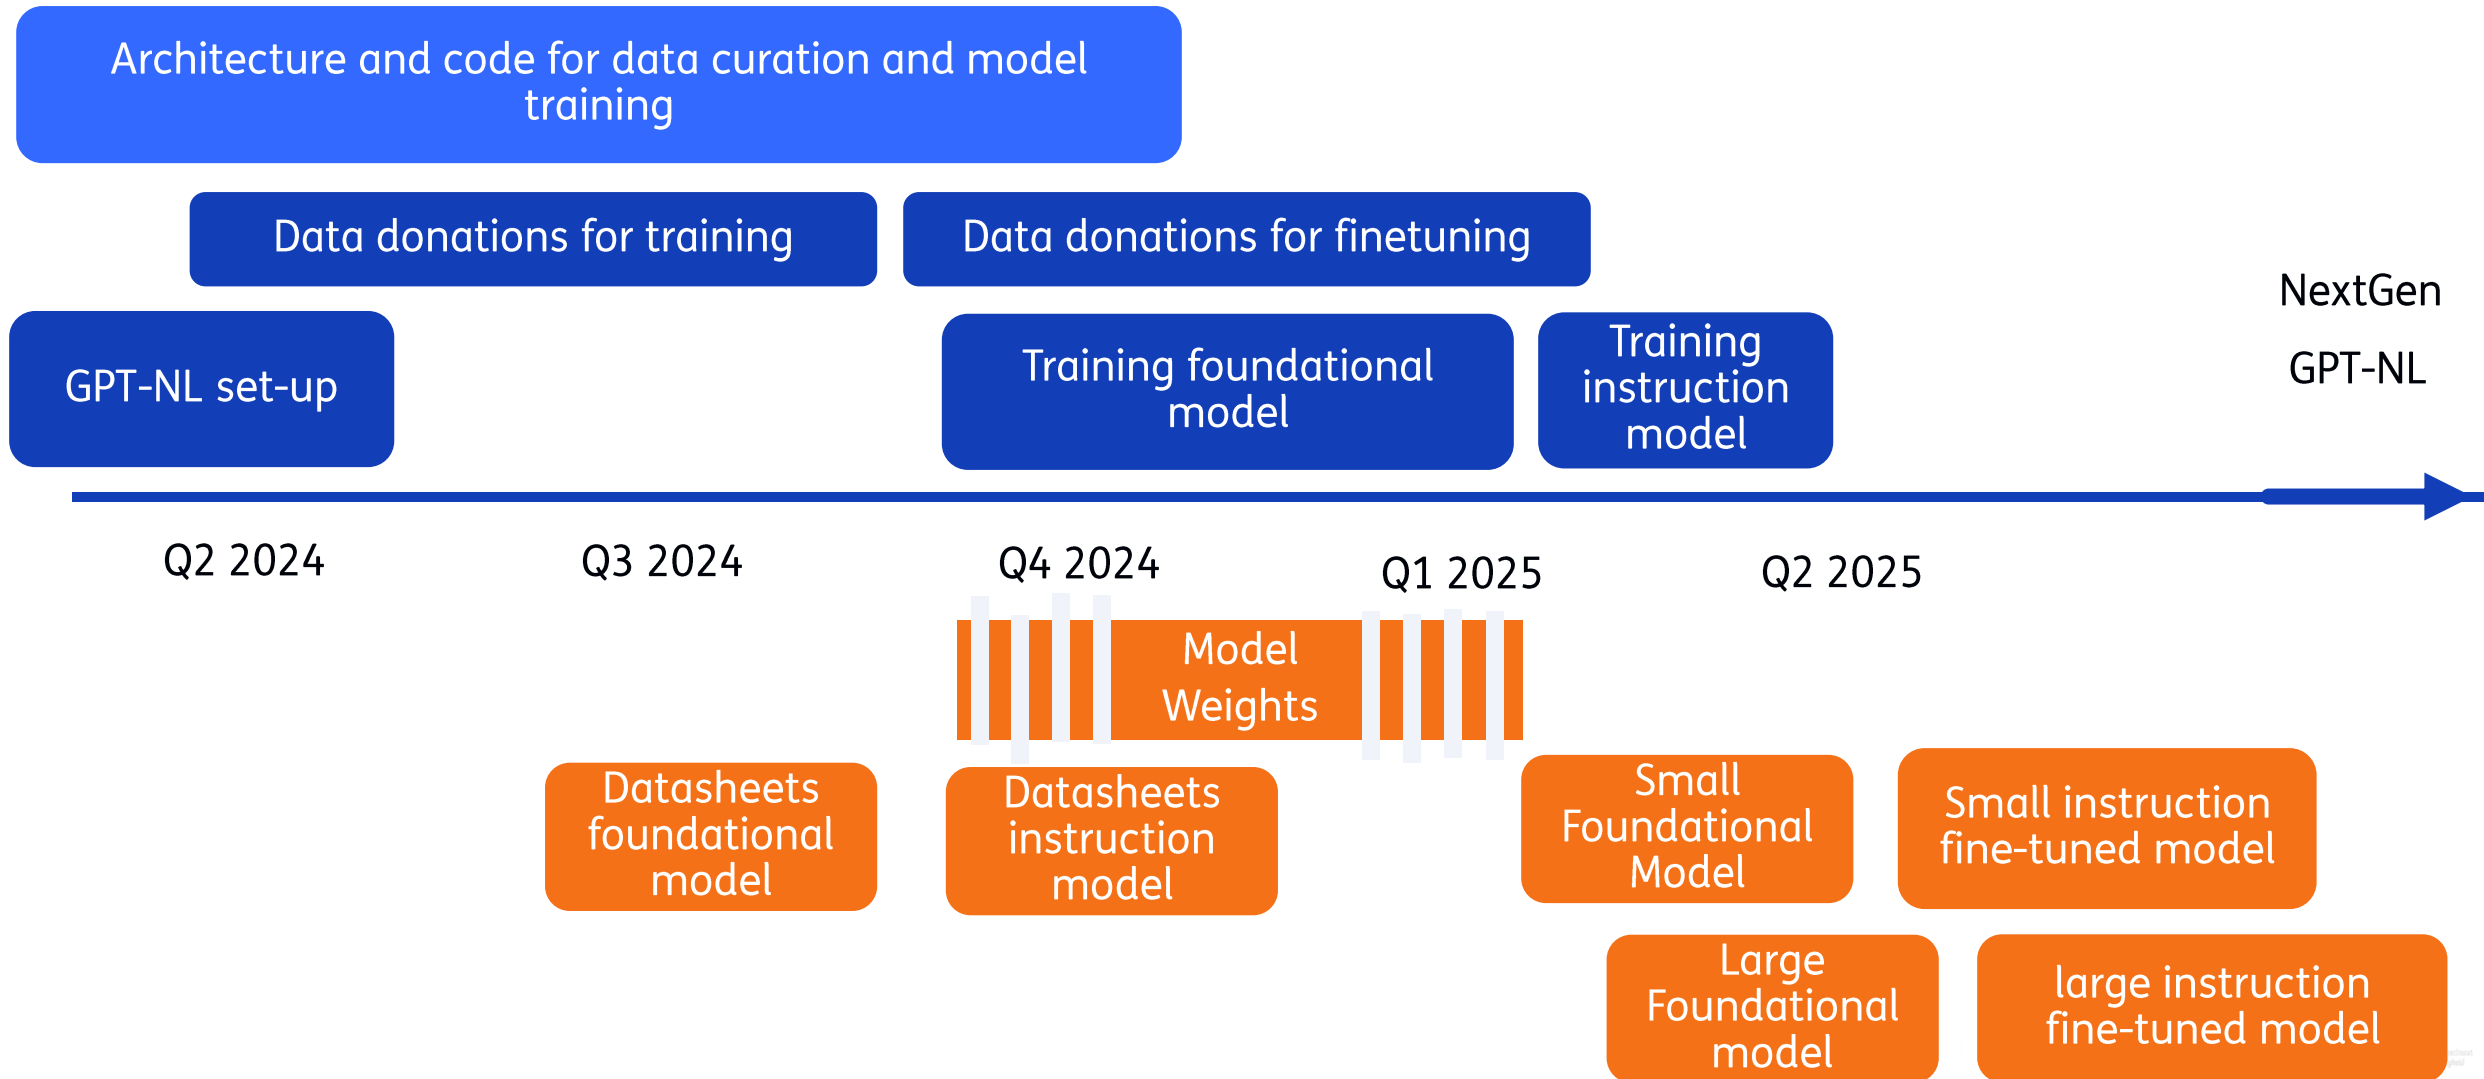 Architecture and code for data curation and model
training
Data donations for training
Data donations for finetuning
NextGen
GPT-NL
GPT-NL set-up
Training foundational
model
Training
instruction
model
Q2 2024
Q3 2024
Q4 2024
Q1 2025
Q2 2025
Model
Weights
Datasheets
foundational
model
Datasheets
instruction
model
Small
Foundational
Model
Small instruction
fine-tuned model
Large
Foundational
model
large instruction
fine-tuned model